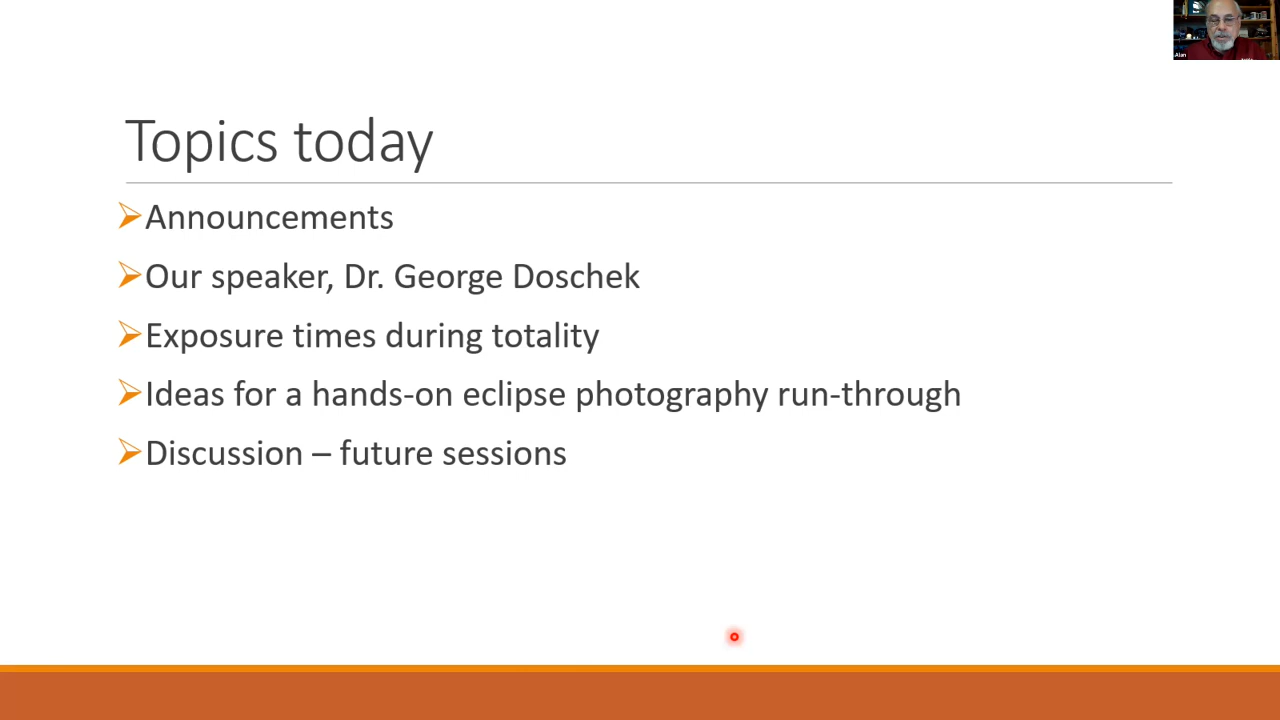 Alan
Topics today
Announcements
Our speaker, Dr. George Doschek
Exposure times during totality
Ideas for a hands-on eclipse photography run-through
Discussion – future sessions